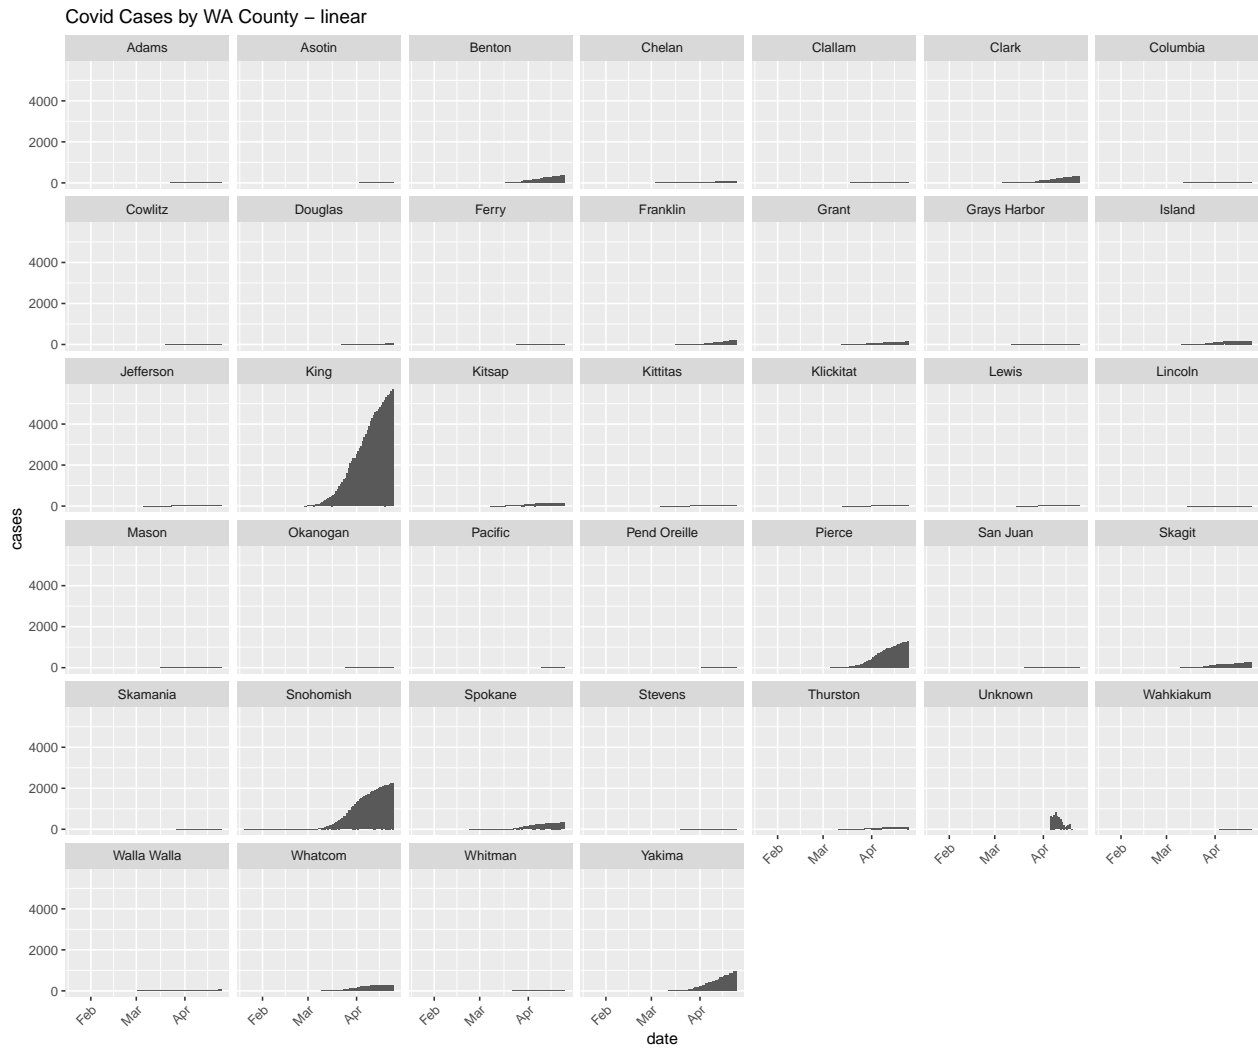 Covid Cases by WA County – linear
Adams Asotin Benton Chelan Clallam Clark Columbia
4000
2000
0
Cowlitz Douglas Ferry Franklin Grant Grays Harbor Island
4000
2000
0
Jefferson King Kitsap Kittitas Klickitat Lewis Lincoln
4000
2000
0
cases
Mason Okanogan Pacific Pend Oreille Pierce San Juan Skagit
4000
2000
0
Skamania Snohomish Spokane Stevens Thurston Unknown Wahkiakum
4000
2000
0
Feb Mar Apr Feb Mar Apr Feb Mar Apr
Walla Walla Whatcom Whitman Yakima
4000
2000
0
Feb Mar Apr Feb Mar Apr Feb Mar Apr Feb Mar Apr
date